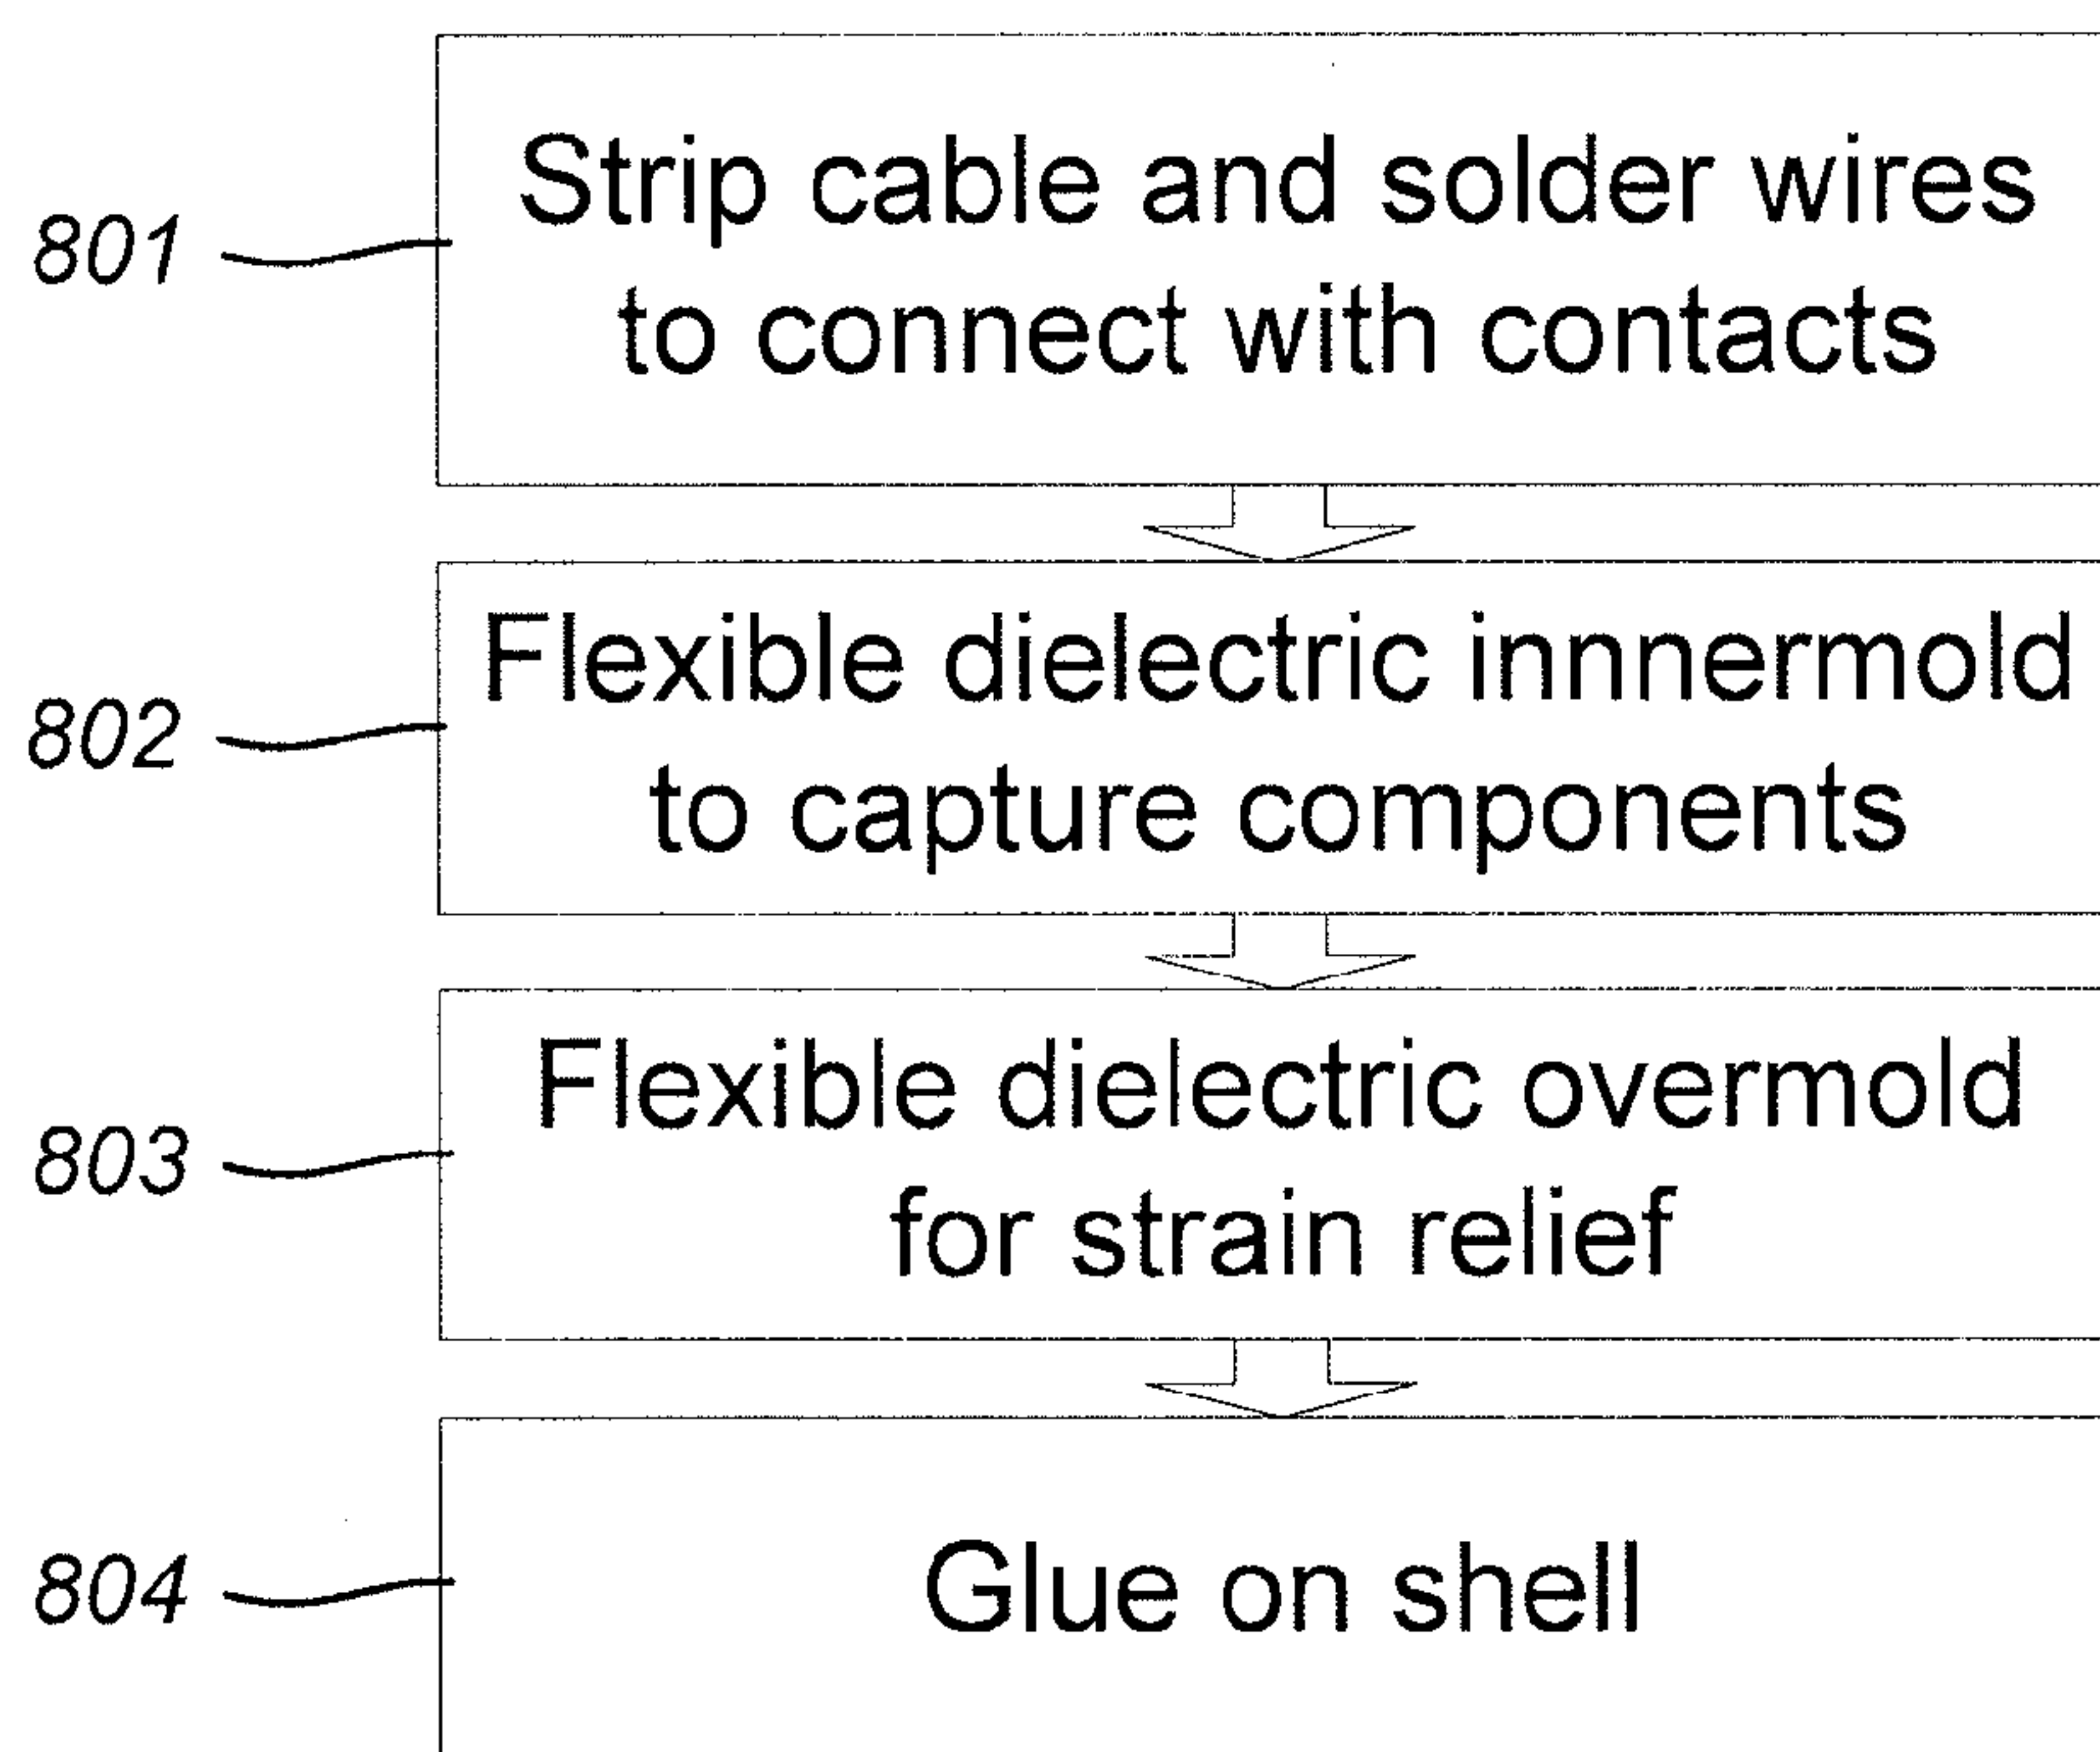 801
Strip cable and solder wires
to connect with contacts
802
Flexible dielectric innnermold
to capture components
803
Flexible dielectric overmold
for strain relief
804
Glue on shell